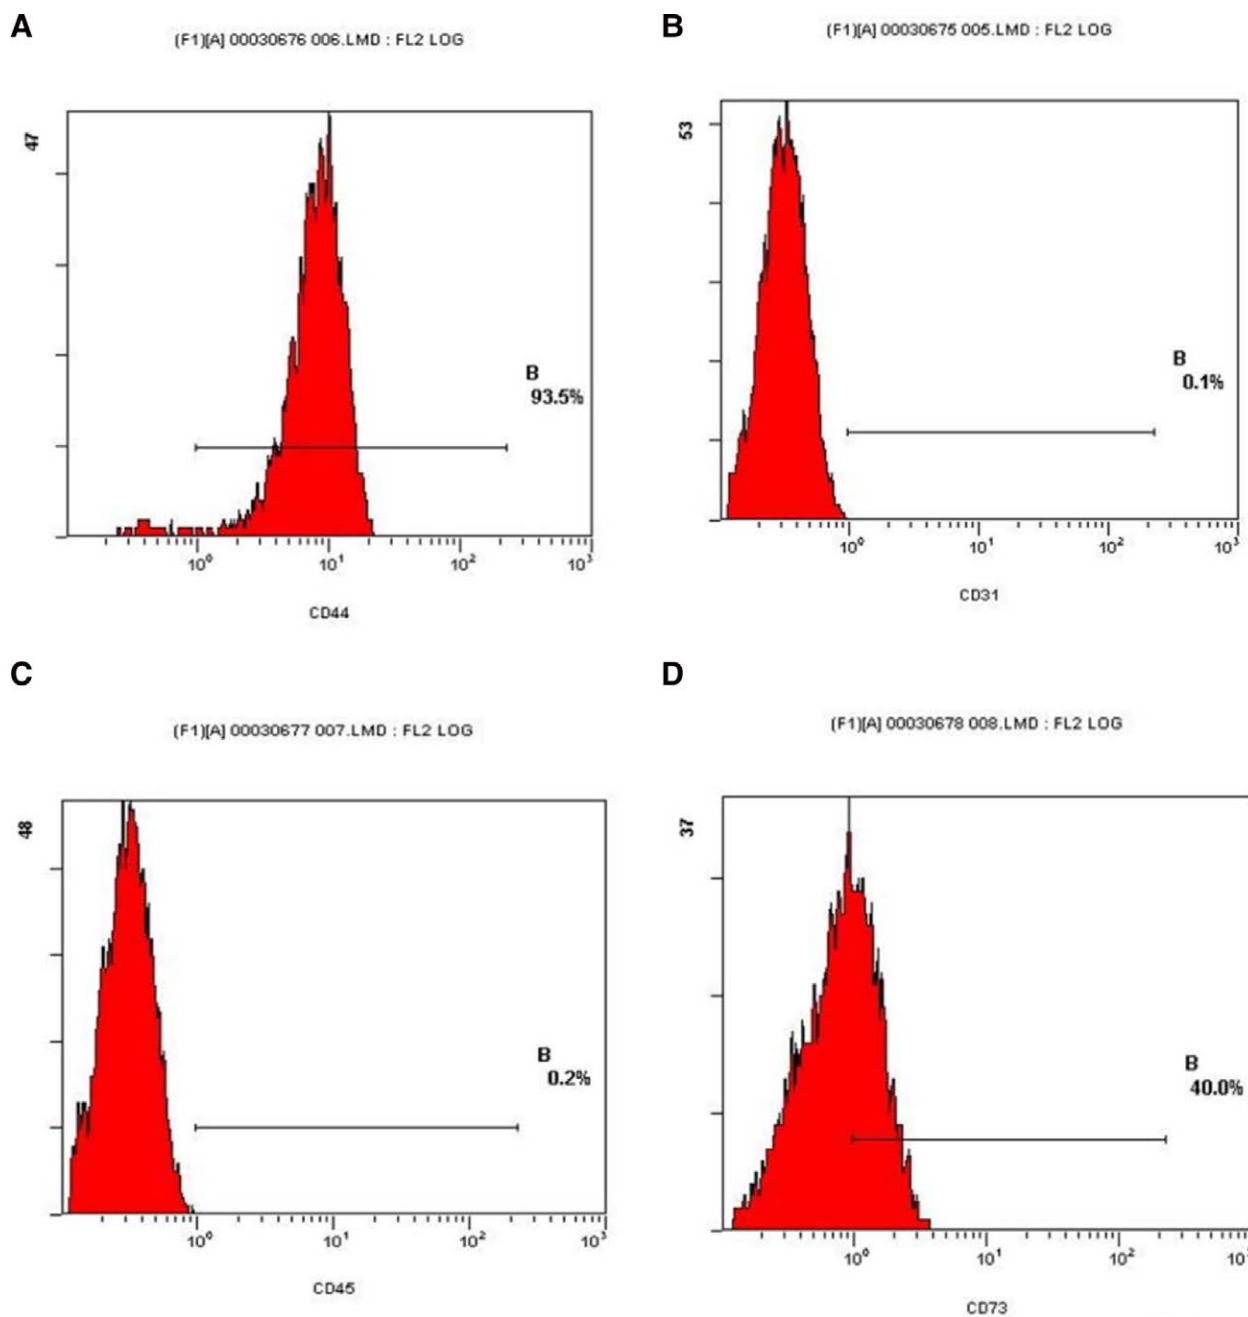 A
(F1)[A] 00030676 006.LMD : FL2 LOG
47
B
93.5%
10⁰ 10¹ 10² 10³
CD44
B
(F1)[A] 00030675 005.LMD : FL2 LOG
53
B
0.1%
10⁰ 10¹ 10² 10³
CD31
C
(F1)[A] 00030677 007.LMD : FL2 LOG
48
B
0.2%
10⁰ 10¹ 10² 10³
CD45
D
(F1)[A] 00030678 008.LMD : FL2 LOG
37
B
40.0%
10⁰ 10¹ 10²
CD73